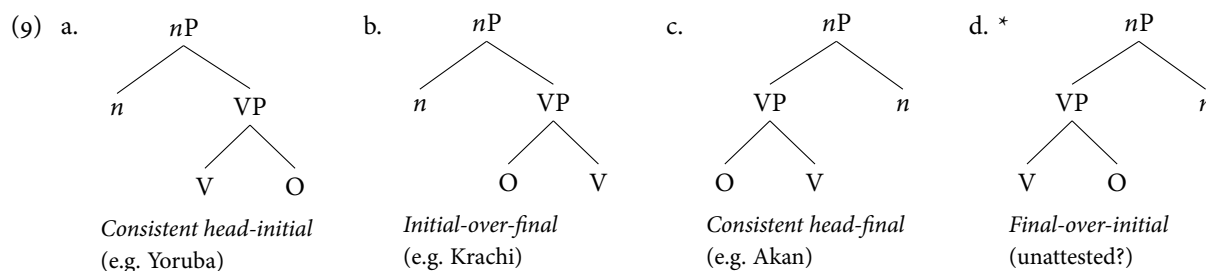 (9) a. nP b. nP c. nP d. * nP
n VP n VP VP n VP
V O O V O V V O
Consistent head-initial Initial-over-final Consistent head-final Final-over-initial
(e.g. Yoruba) (e.g. Krachi) (e.g. Akan) (unattested?)